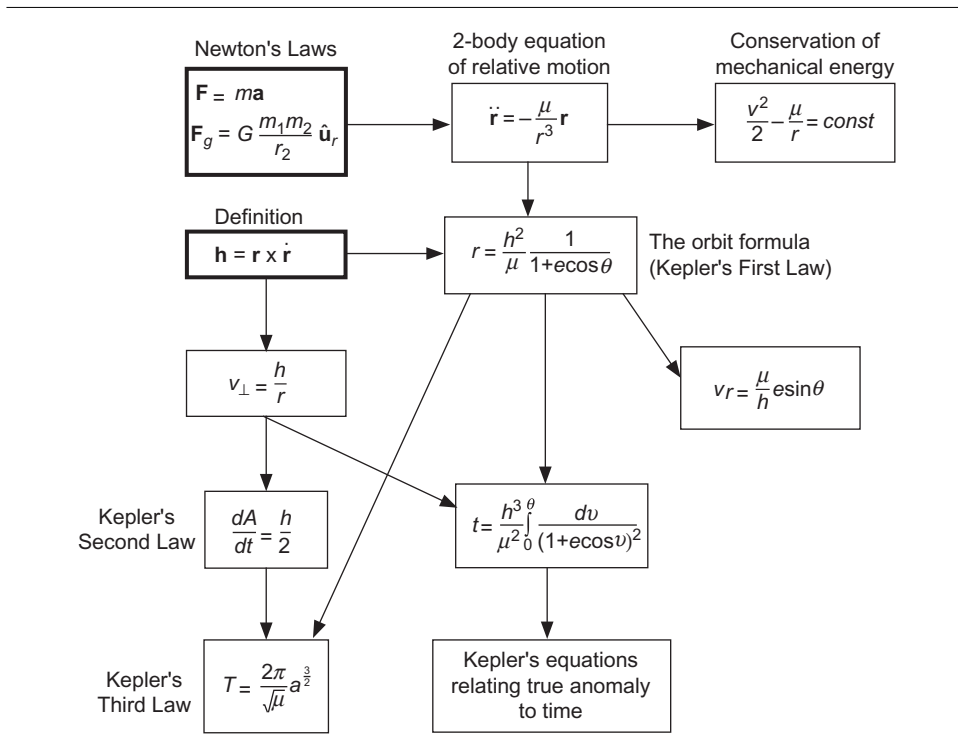 Newton's Laws
F = ma
F_g = G m_1 m_2 / r_2 û_r
2-body equation
of relative motion
r̈ = − μ/r^3 r
Conservation of
mechanical energy
v^2/2 − μ/r = const
Definition
h = r x ṙ
r = h^2/μ 1/(1+ecosθ)
The orbit formula
(Kepler's First Law)
v_⊥ = h/r
vr = μ/h esinθ
Kepler's
Second Law
dA/dt = h/2
t = h^3/μ^2 ∫_0^θ dυ/(1+ecosυ)^2
Kepler's
Third Law
T = 2π/√μ a^(3/2)
Kepler's equations
relating true anomaly
to time